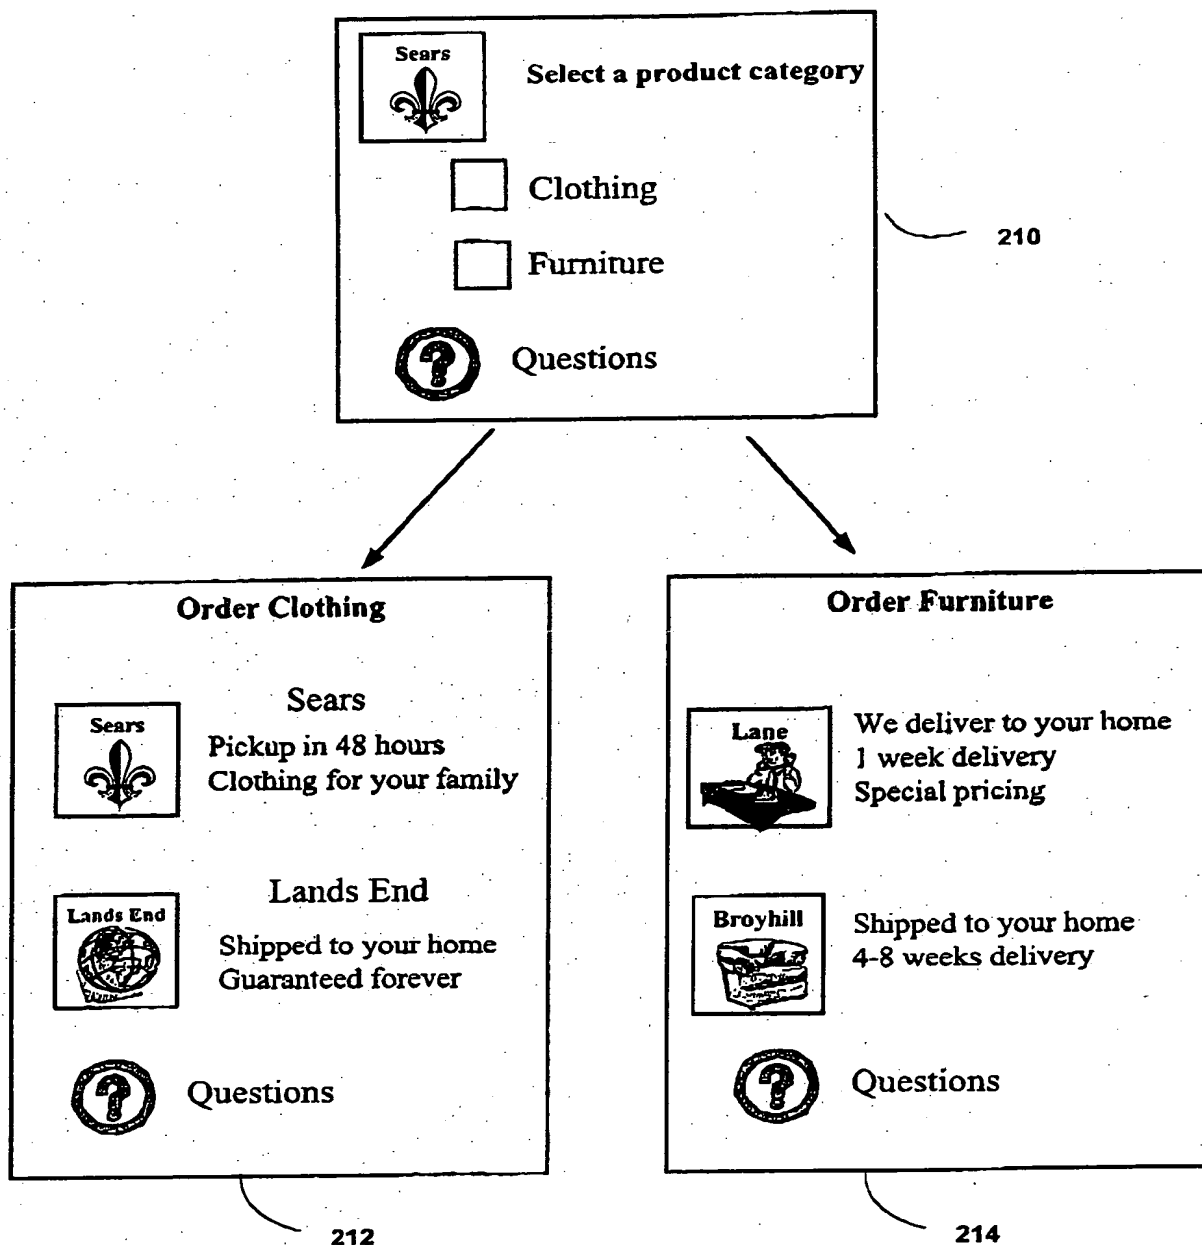 Sears
Select a product category
Clothing
210
Furniture
?
Questions
Order Clothing
Sears
Sears
Pickup in 48 hours
Clothing for your family
Lands End
Lands End
Shipped to your home
Guaranteed forever
?
Questions
212
Order Furniture
Lane
We deliver to your home
1 week delivery
Special pricing
Broyhill
Shipped to your home
4-8 weeks delivery
?
Questions
214